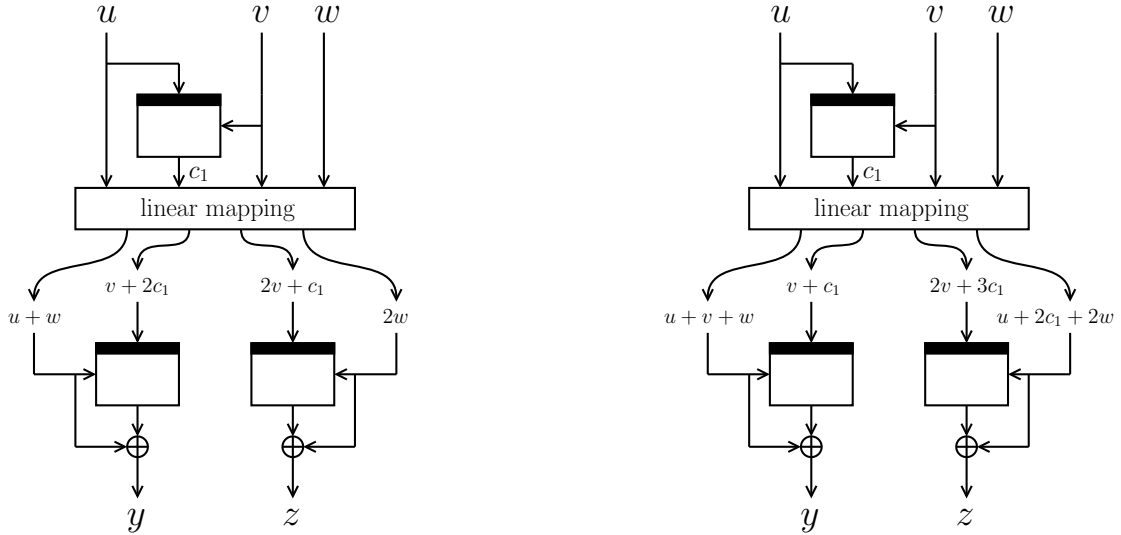 u v w
c₁
linear mapping
v + 2c₁ 2v + c₁
u + w 2w
y z
u v w
c₁
linear mapping
v + c₁ 2v + 3c₁
u + v + w u + 2c₁ + 2w
y z